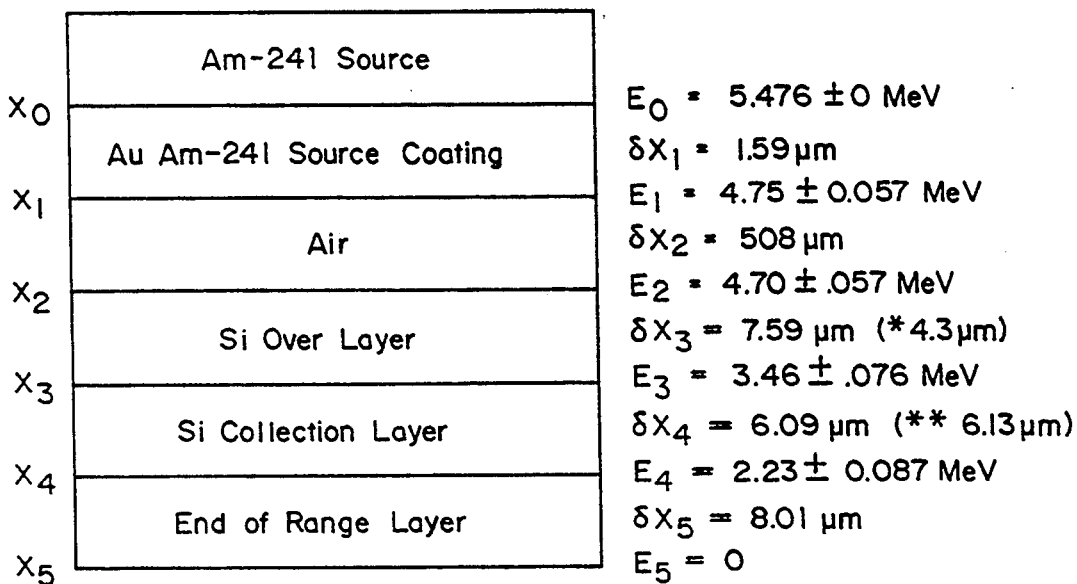 Am-241 Source
X0
E0 = 5.476 ±0 MeV
Au Am-241 Source Coating
δX1 = 1.59 µm
X1
E1 = 4.75 ± 0.057 MeV
Air
δX2 = 508 µm
X2
E2 = 4.70 ± .057 MeV
Si Over Layer
δX3 = 7.59 µm (*4.3µm)
X3
E3 = 3.46 ± .076 MeV
Si Collection Layer
δX4 = 6.09 µm (** 6.13µm)
X4
E4 = 2.23 ± 0.087 MeV
End of Range Layer
δX5 = 8.01 µm
X5
E5 = 0